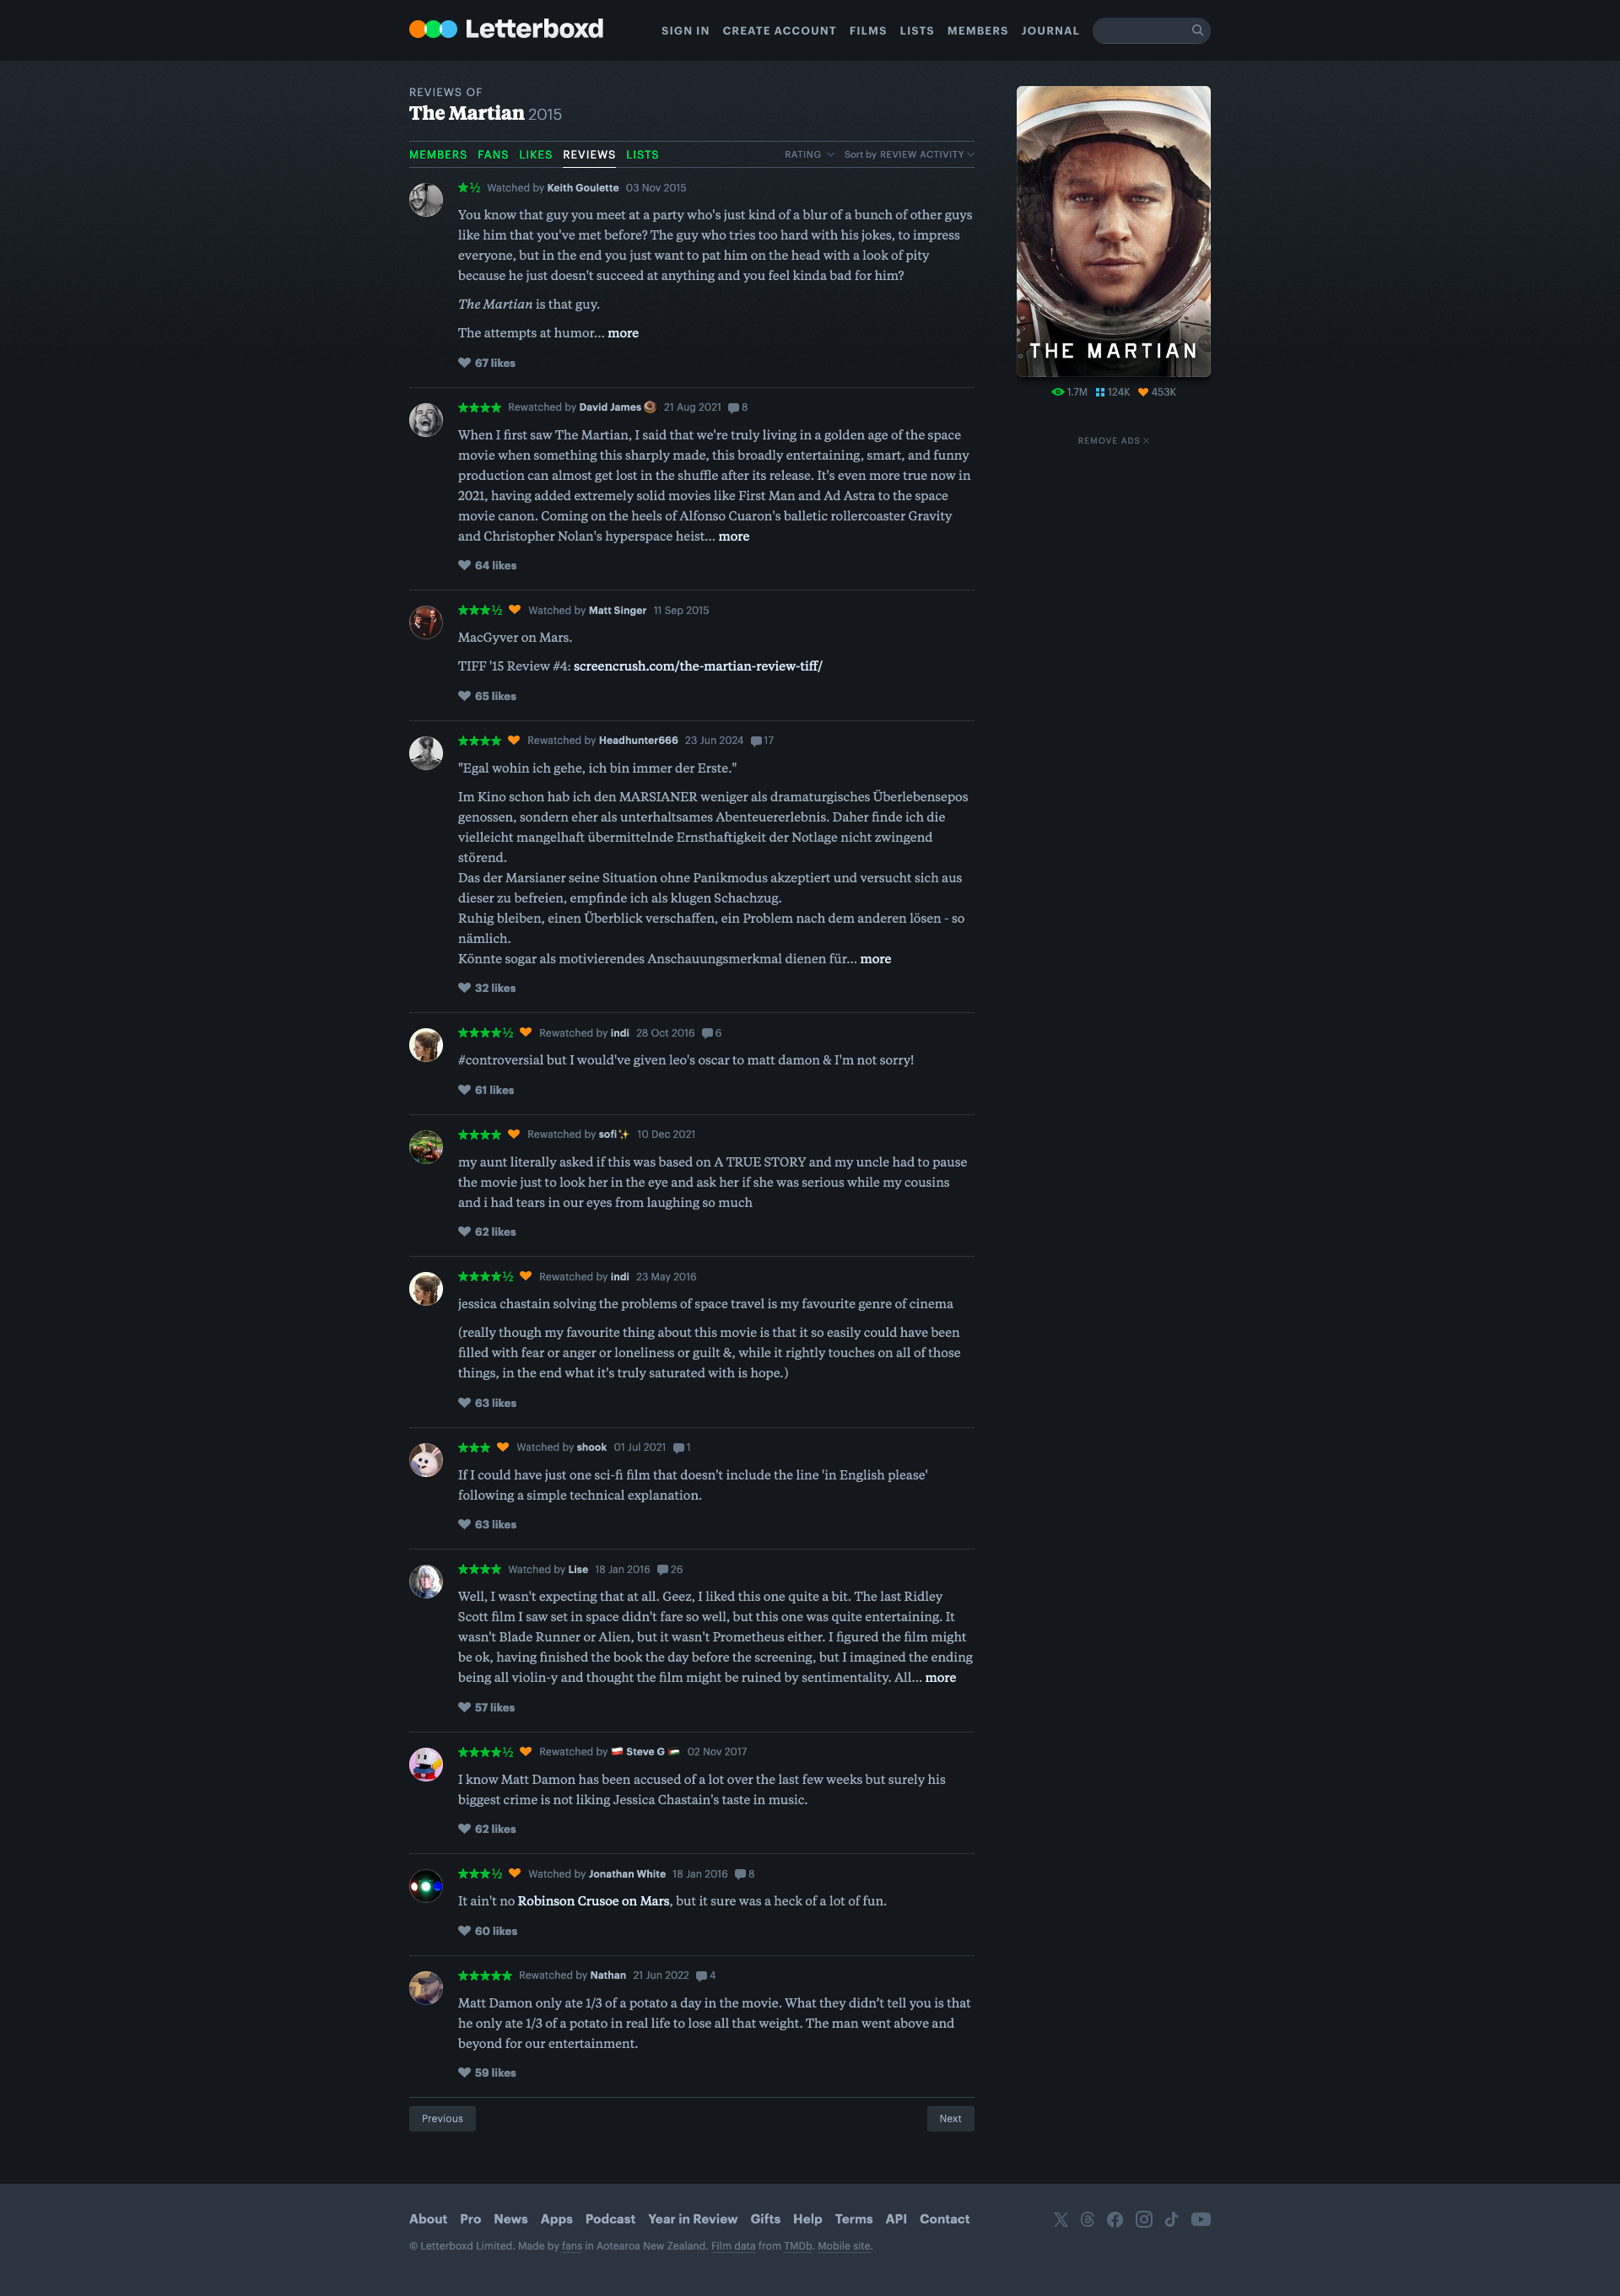 Letterboxd
SIGN IN CREATE ACCOUNT FILMS LISTS MEMBERS JOURNAL
REVIEWS OF
The Martian 2015
MEMBERS FANS LIKES REVIEWS LISTS RATING Sort by REVIEW ACTIVITY
★½ Watched by Keith Goulette 03 Nov 2015
You know that guy you meet at a party who's just kind of a blur of a bunch of other guys
like him that you've met before? The guy who tries too hard with his jokes, to impress
everyone, but in the end you just want to pat him on the head with a look of pity
because he just doesn't succeed at anything and you feel kinda bad for him?
The Martian is that guy.
The attempts at humor... more
67 likes
★★★★ Rewatched by David James 21 Aug 2021 8
When I first saw The Martian, I said that we're truly living in a golden age of the space
movie when something this sharply made, this broadly entertaining, smart, and funny
production can almost get lost in the shuffle after its release. It's even more true now in
2021, having added extremely solid movies like First Man and Ad Astra to the space
movie canon. Coming on the heels of Alfonso Cuaron's balletic rollercoaster Gravity
and Christopher Nolan's hyperspace heist... more
64 likes
★★★½ Watched by Matt Singer 11 Sep 2015
MacGyver on Mars.
TIFF '15 Review #4: screencrush.com/the-martian-review-tiff/
65 likes
★★★★ Rewatched by Headhunter666 23 Jun 2024 17
"Egal wohin ich gehe, ich bin immer der Erste."
Im Kino schon hab ich den MARSIANER weniger als dramaturgisches Überlebensepos
genossen, sondern eher als unterhaltsames Abenteuererlebnis. Daher finde ich die
vielleicht mangelhaft übermittelnde Ernsthaftigkeit der Notlage nicht zwingend
störend.
Das der Marsianer seine Situation ohne Panikmodus akzeptiert und versucht sich aus
dieser zu befreien, empfinde ich als klugen Schachzug.
Ruhig bleiben, einen Überblick verschaffen, ein Problem nach dem anderen lösen - so
nämlich.
Könnte sogar als motivierendes Anschauungsmerkmal dienen für... more
32 likes
★★★★½ Rewatched by indi 28 Oct 2016 6
#controversial but I would've given leo's oscar to matt damon & I'm not sorry!
61 likes
★★★★ Rewatched by sofi✨ 10 Dec 2021
my aunt literally asked if this was based on A TRUE STORY and my uncle had to pause
the movie just to look her in the eye and ask her if she was serious while my cousins
and i had tears in our eyes from laughing so much
62 likes
★★★★½ Rewatched by indi 23 May 2016
jessica chastain solving the problems of space travel is my favourite genre of cinema
(really though my favourite thing about this movie is that it so easily could have been
filled with fear or anger or loneliness or guilt &, while it rightly touches on all of those
things, in the end what it's truly saturated with is hope.)
63 likes
★★★ Watched by shook 01 Jul 2021 1
If I could have just one sci-fi film that doesn't include the line 'in English please'
following a simple technical explanation.
63 likes
★★★★ Watched by Lise 18 Jan 2016 26
Well, I wasn't expecting that at all. Geez, I liked this one quite a bit. The last Ridley
Scott film I saw set in space didn't fare so well, but this one was quite entertaining. It
wasn't Blade Runner or Alien, but it wasn't Prometheus either. I figured the film might
be ok, having finished the book the day before the screening, but I imagined the ending
being all violin-y and thought the film might be ruined by sentimentality. All... more
57 likes
★★★★½ Rewatched by Steve G 02 Nov 2017
I know Matt Damon has been accused of a lot over the last few weeks but surely his
biggest crime is not liking Jessica Chastain's taste in music.
62 likes
★★★½ Watched by Jonathan White 18 Jan 2016 8
It ain't no Robinson Crusoe on Mars, but it sure was a heck of a lot of fun.
60 likes
★★★★★ Rewatched by Nathan 21 Jun 2022 4
Matt Damon only ate 1/3 of a potato a day in the movie. What they didn't tell you is that
he only ate 1/3 of a potato in real life to lose all that weight. The man went above and
beyond for our entertainment.
59 likes
Previous Next
THE MARTIAN
1.7M 124K 453K
REMOVE ADS
About Pro News Apps Podcast Year in Review Gifts Help Terms API Contact
© Letterboxd Limited. Made by fans in Aotearoa New Zealand. Film data from TMDb. Mobile site.